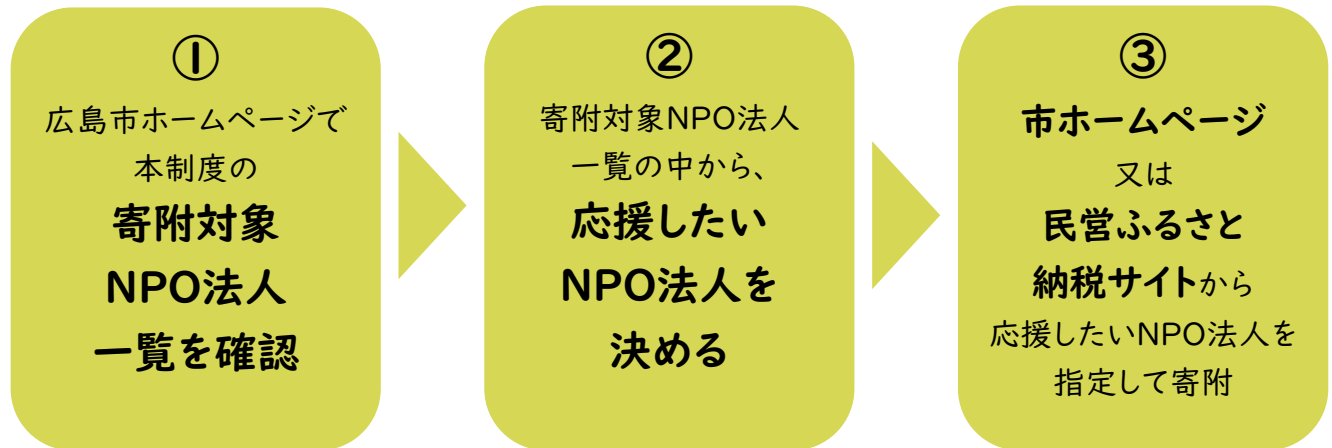 ①
広島市ホームページで
本制度の
寄附対象
NPO法人
一覧を確認
②
寄附対象NPO法人
一覧の中から、
応援したい
NPO法人を
決める
③
市ホームページ
又は
民営ふるさと
納税サイトから
応援したいNPO法人を
指定して寄附